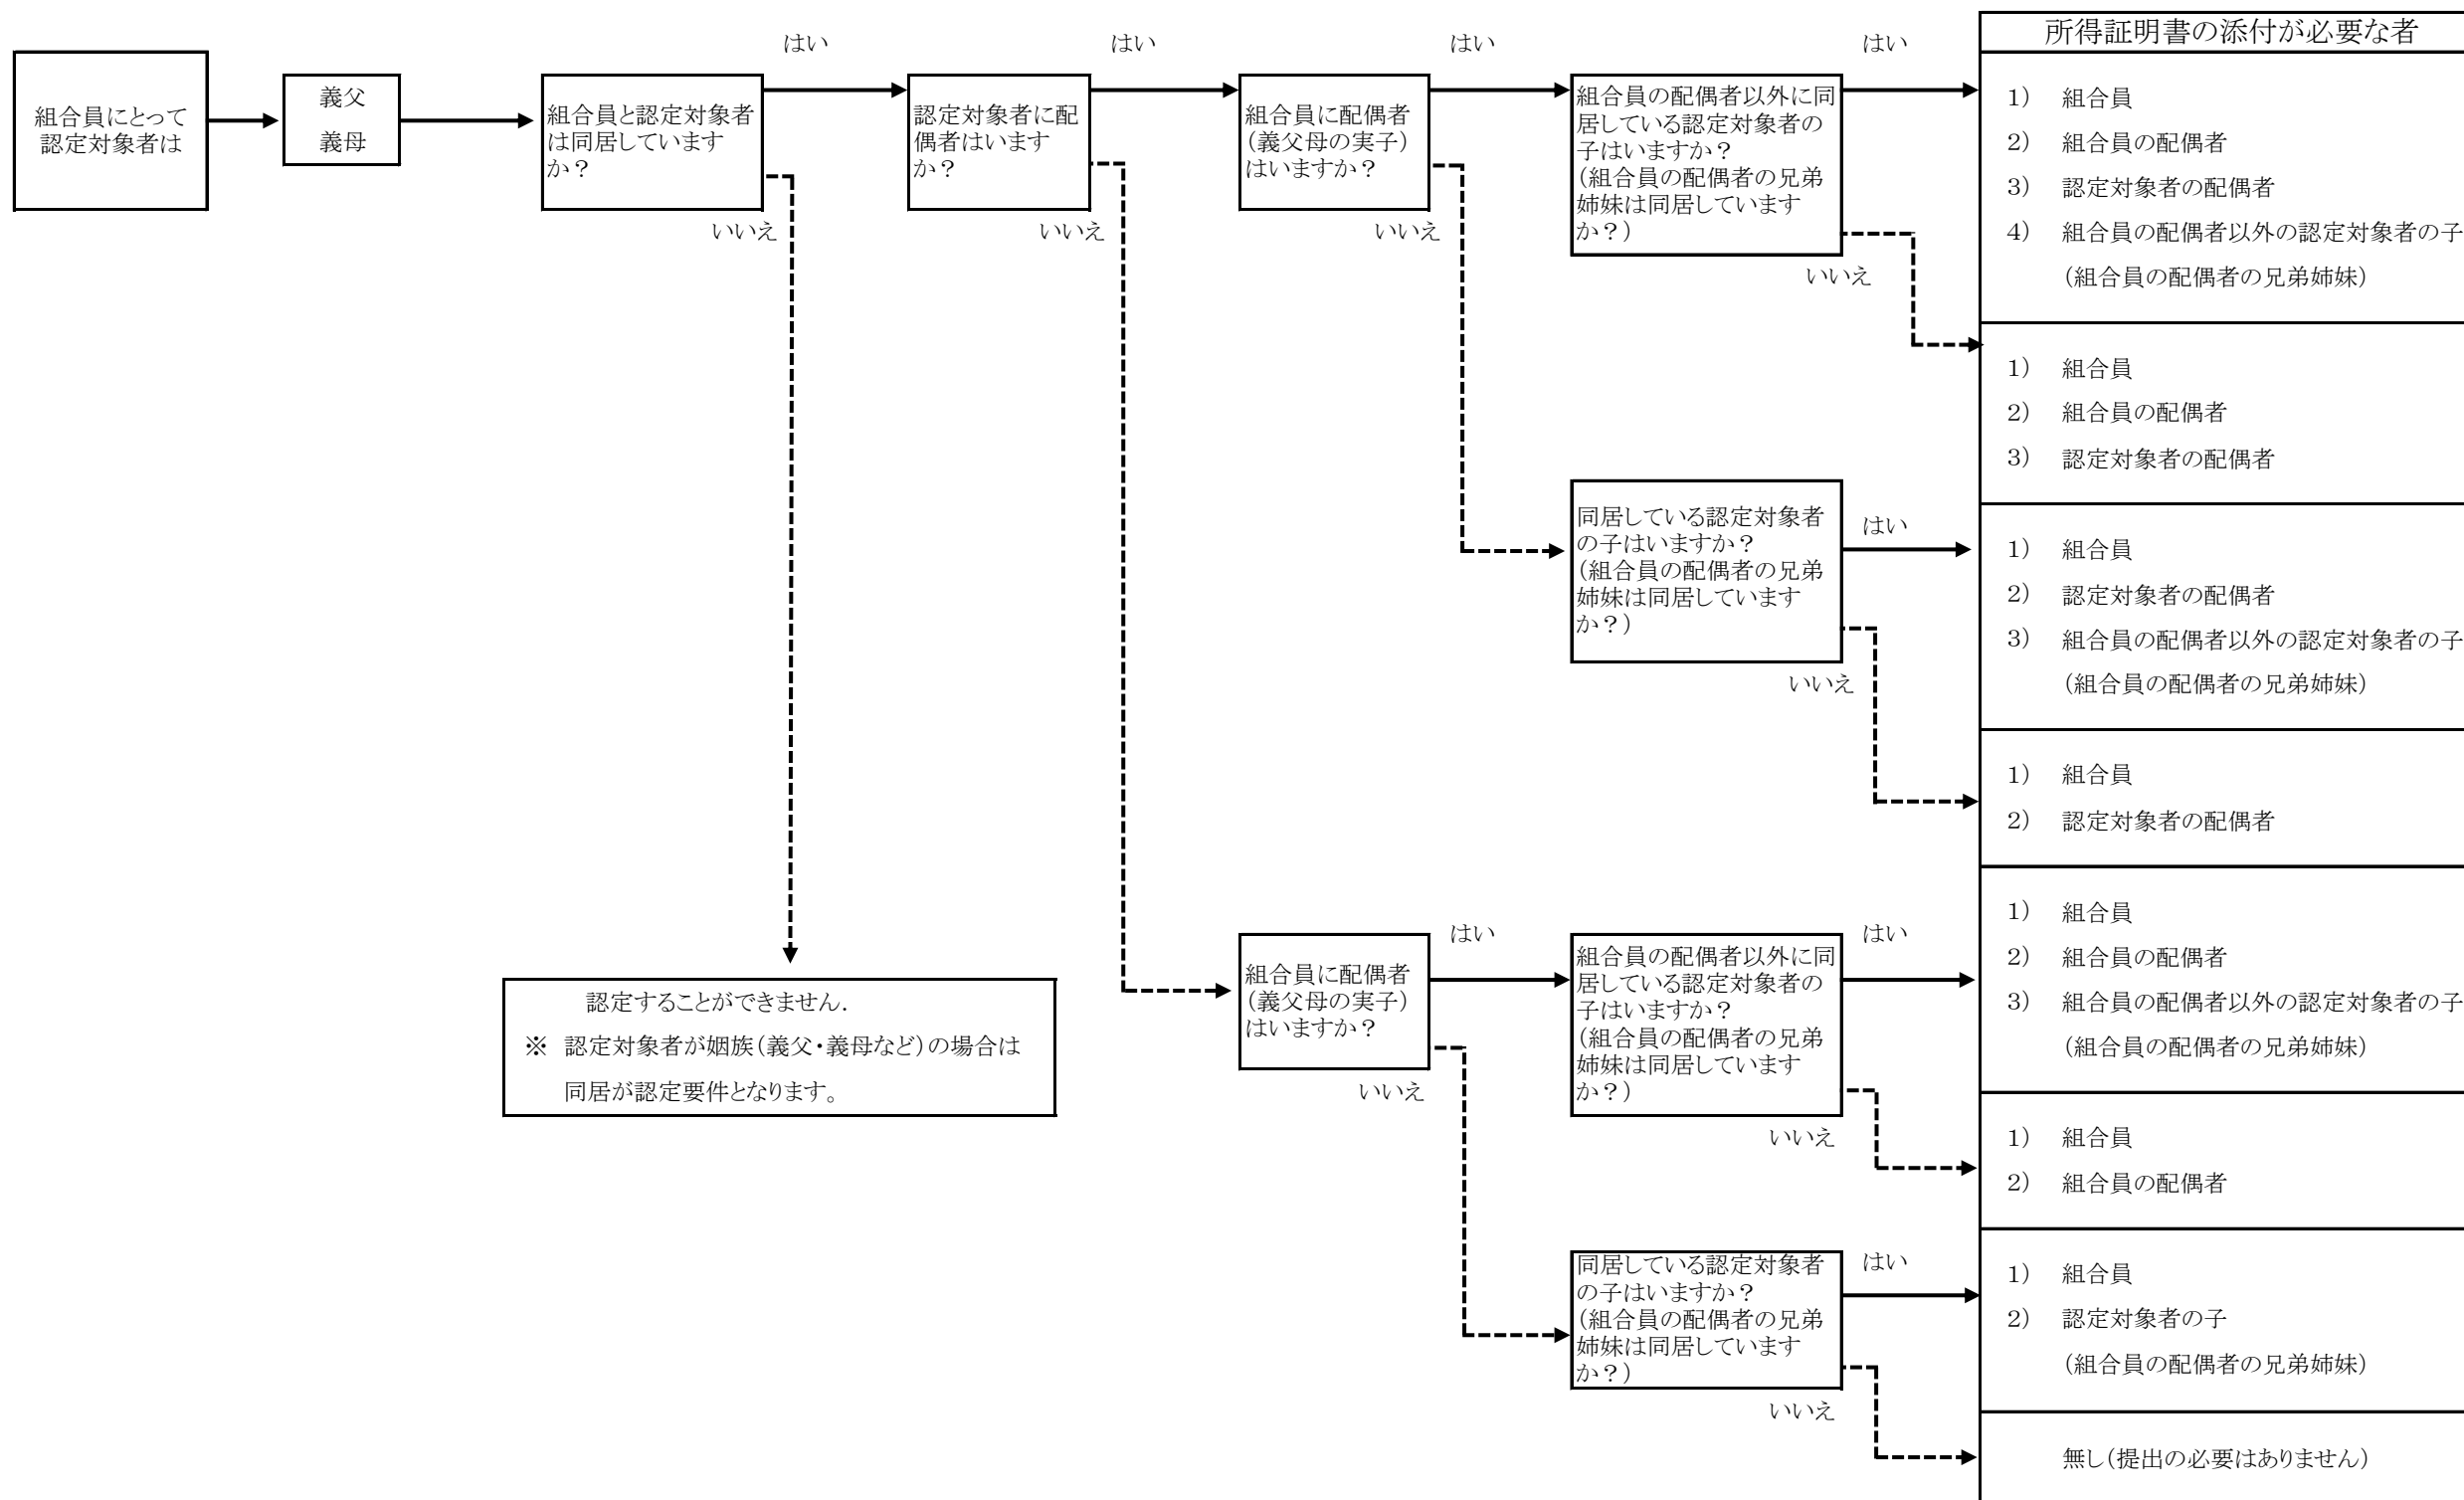 組合員にとって
認定対象者は
義父
義母
組合員と認定対象者
は同居しています
か？
はい
いいえ
認定対象者に配
偶者はいます
か？
はい
いいえ
組合員に配偶者
（義父母の実子）
はいますか？
はい
いいえ
組合員の配偶者以外に同
居している認定対象者の
子はいますか？
（組合員の配偶者の兄弟
姉妹は同居しています
か？）
はい
いいえ
同居している認定対象者
の子はいますか？
（組合員の配偶者の兄弟
姉妹は同居しています
か？）
はい
いいえ
認定することができません．
※ 認定対象者が姻族（義父・義母など）の場合は
同居が認定要件となります。
組合員に配偶者
（義父母の実子）
はいますか？
はい
いいえ
組合員の配偶者以外に同
居している認定対象者の
子はいますか？
（組合員の配偶者の兄弟
姉妹は同居しています
か？）
はい
いいえ
同居している認定対象者
の子はいますか？
（組合員の配偶者の兄弟
姉妹は同居しています
か？）
はい
いいえ
所得証明書の添付が必要な者
1） 組合員
2） 組合員の配偶者
3） 認定対象者の配偶者
4） 組合員の配偶者以外の認定対象者の子
（組合員の配偶者の兄弟姉妹）
1） 組合員
2） 組合員の配偶者
3） 認定対象者の配偶者
1） 組合員
2） 認定対象者の配偶者
3） 組合員の配偶者以外の認定対象者の子
（組合員の配偶者の兄弟姉妹）
1） 組合員
2） 認定対象者の配偶者
1） 組合員
2） 組合員の配偶者
3） 組合員の配偶者以外の認定対象者の子
（組合員の配偶者の兄弟姉妹）
1） 組合員
2） 組合員の配偶者
1） 組合員
2） 認定対象者の子
（組合員の配偶者の兄弟姉妹）
無し（提出の必要はありません）